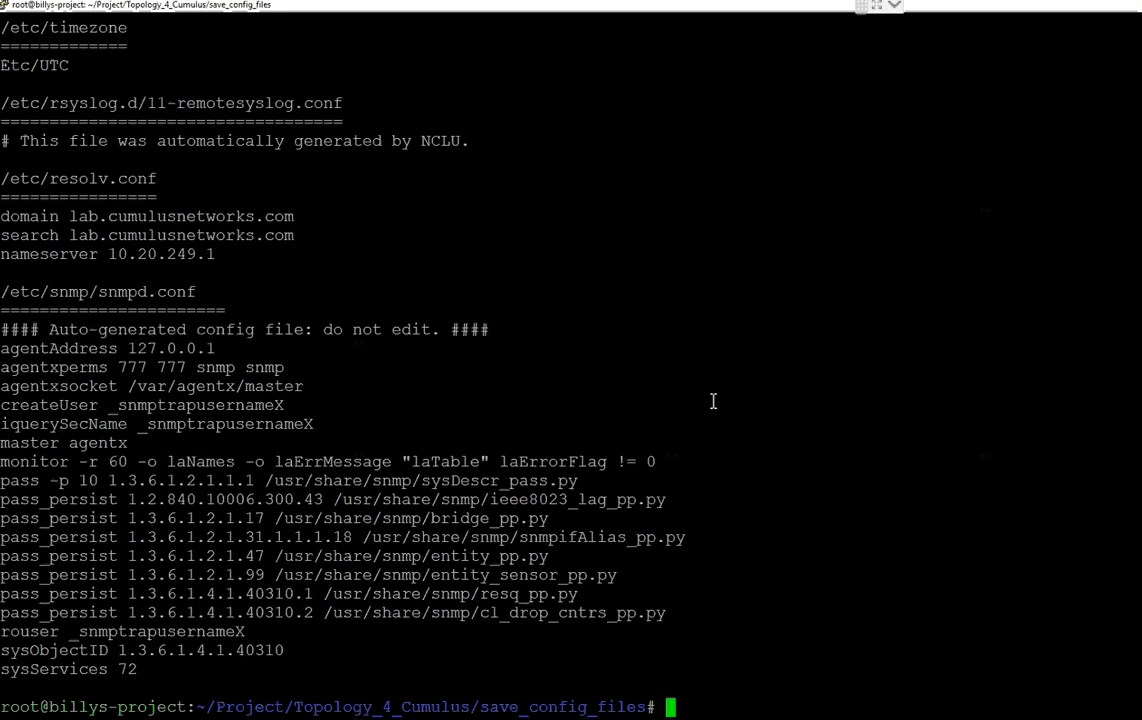 root@billys-project: ~/Project/Topology_4_Cumulus/save_config_files
/etc/timezone
=============
Etc/UTC
/etc/rsyslog.d/11-remotesyslog.conf
===================================
# This file was automatically generated by NCLU.
/etc/resolv.conf
================
domain lab.cumulusnetworks.com
search lab.cumulusnetworks.com
nameserver 10.20.249.1
/etc/snmp/snmpd.conf
=======================
#### Auto-generated config file: do not edit. ####
agentAddress 127.0.0.1
agentxperms 777 777 snmp snmp
agentxsocket /var/agentx/master
createUser _snmptrapusernameX
iquerySecName _snmptrapusernameX
master agentx
monitor -r 60 -o laNames -o laErrMessage "laTable" laErrorFlag != 0
pass -p 10 1.3.6.1.2.1.1.1 /usr/share/snmp/sysDescr_pass.py
pass_persist 1.2.840.10006.300.43 /usr/share/snmp/ieee8023_lag_pp.py
pass_persist 1.3.6.1.2.1.17 /usr/share/snmp/bridge_pp.py
pass_persist 1.3.6.1.2.1.31.1.1.1.18 /usr/share/snmp/snmpifAlias_pp.py
pass_persist 1.3.6.1.2.1.47 /usr/share/snmp/entity_pp.py
pass_persist 1.3.6.1.2.1.99 /usr/share/snmp/entity_sensor_pp.py
pass_persist 1.3.6.1.4.1.40310.1 /usr/share/snmp/resq_pp.py
pass_persist 1.3.6.1.4.1.40310.2 /usr/share/snmp/cl_drop_cntrs_pp.py
rouser _snmptrapusernameX
sysObjectID 1.3.6.1.4.1.40310
sysServices 72
root@billys-project:~/Project/Topology_4_Cumulus/save_config_files#